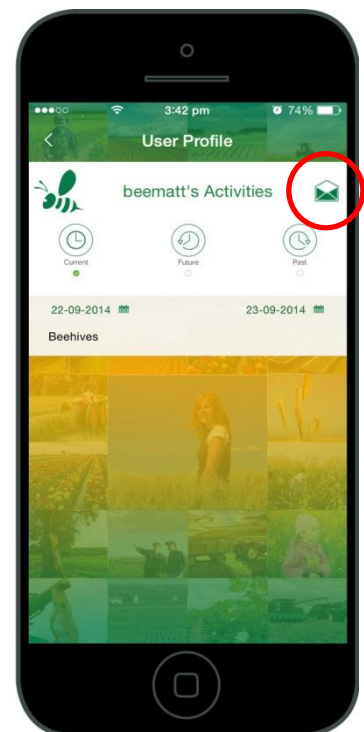 3:42 pm 74%
User Profile
beematt's Activities
Current Future Past
22-09-2014 23-09-2014
Beehives